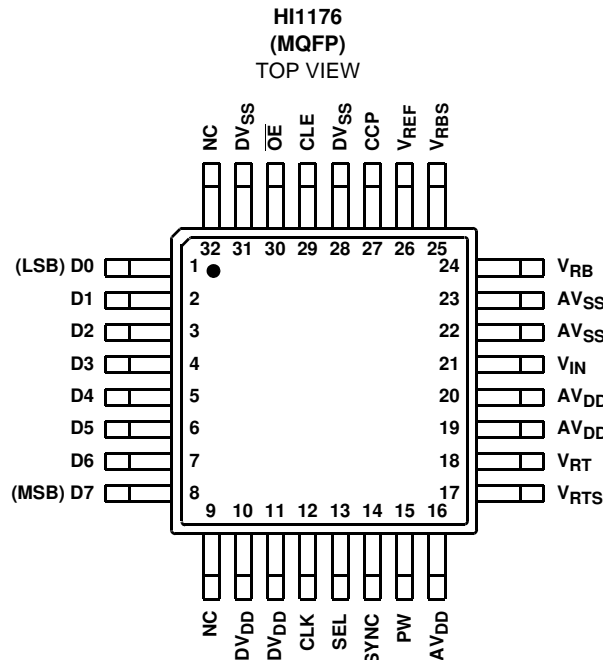 HI1176
(MQFP)
TOP VIEW
NC DVSS OE CLE DVSS CCP VREF VRBS
32 31 30 29 28 27 26 25
(LSB) D0 1 24 VRB
D1 2 23 AVSS
D2 3 22 AVSS
D3 4 21 VIN
D4 5 20 AVDD
D5 6 19 AVDD
D6 7 18 VRT
(MSB) D7 8 17 VRTS
9 10 11 12 13 14 15 16
NC DVDD DVDD CLK SEL SYNC PW AVDD